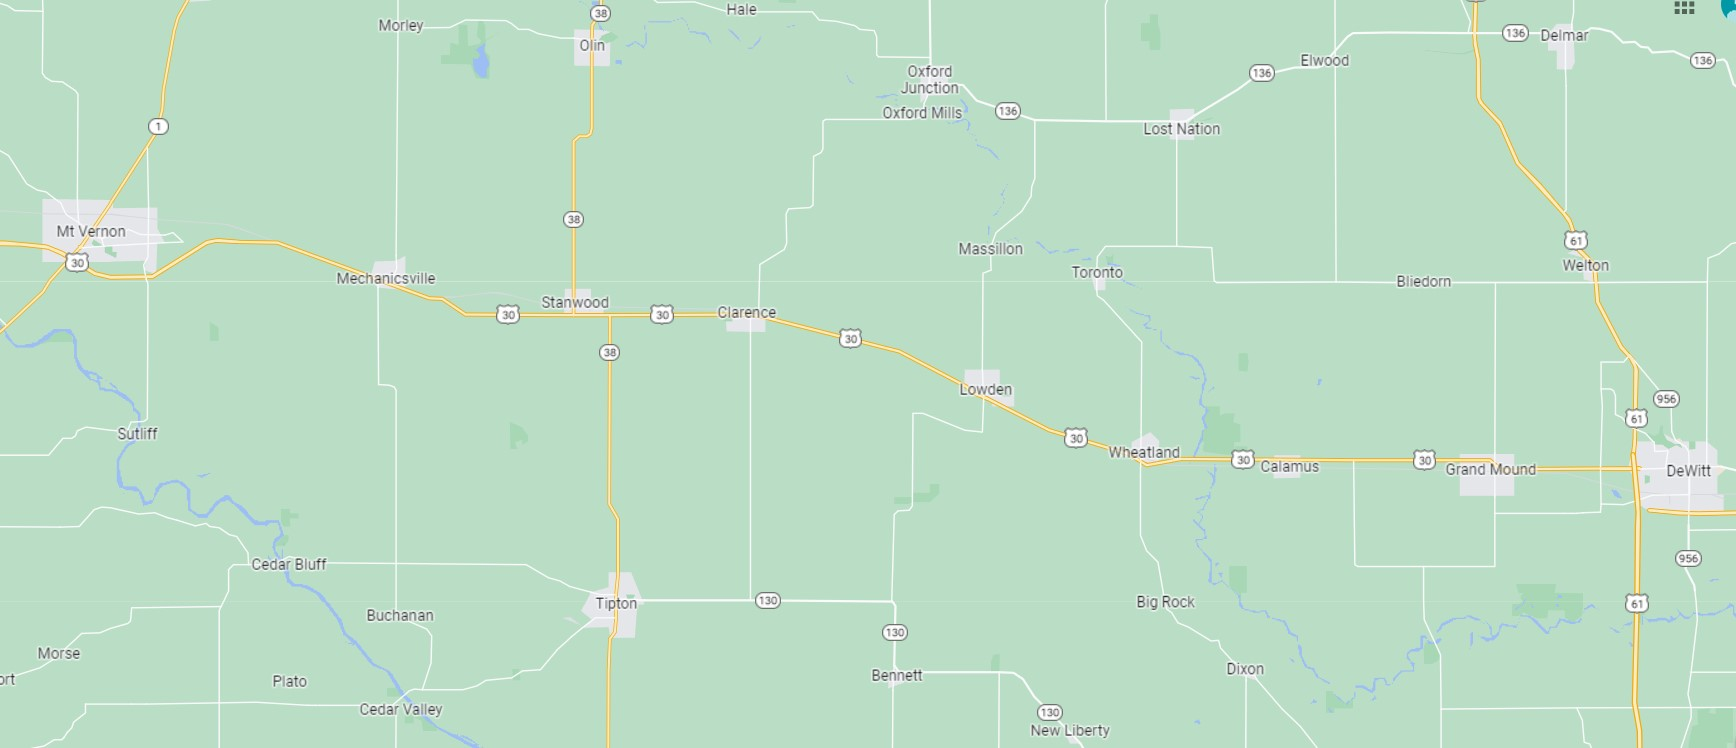 Hale
38
Morley
136
Delmar
Olin
Elwood
136
Oxford
Junction
136
136
Oxford Mills
1
Lost Nation
38
Mt Vernon
61
Massillon
30
Welton
Toronto
Mechanicsville
Bliedorn
Stanwood
30
30
Clarence
30
38
Lowden
956
61
Sutliff
30
Wheatland
30
Calamus
30
Grand Mound
DeWitt
Cedar Bluff
956
Tipton
130
Big Rock
61
Buchanan
130
Morse
Dixon
Bennett
ort
Plato
Cedar Valley
130
New Liberty